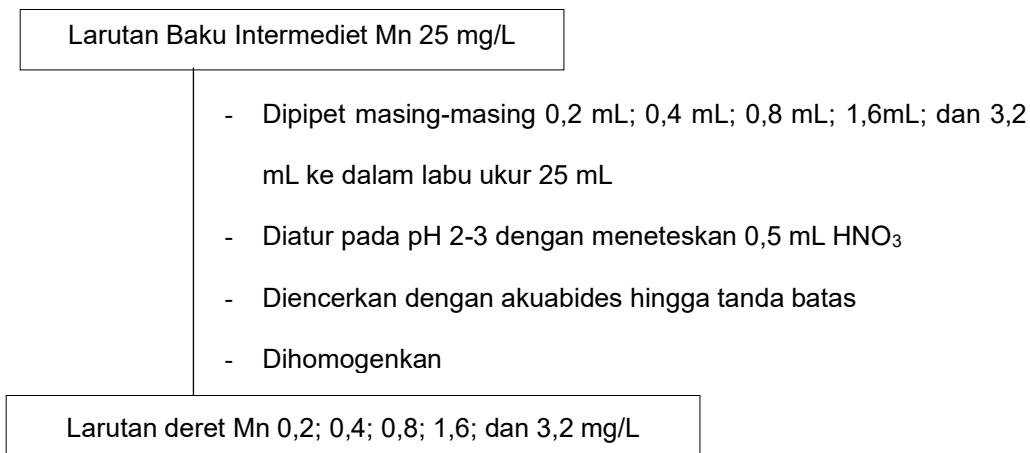 Larutan Baku Intermediet Mn 25 mg/L
- Dipipet masing-masing 0,2 mL; 0,4 mL; 0,8 mL; 1,6mL; dan 3,2
mL ke dalam labu ukur 25 mL
- Diatur pada pH 2-3 dengan meneteskan 0,5 mL HNO₃
- Diencerkan dengan akuabides hingga tanda batas
- Dihomogenkan
Larutan deret Mn 0,2; 0,4; 0,8; 1,6; dan 3,2 mg/L